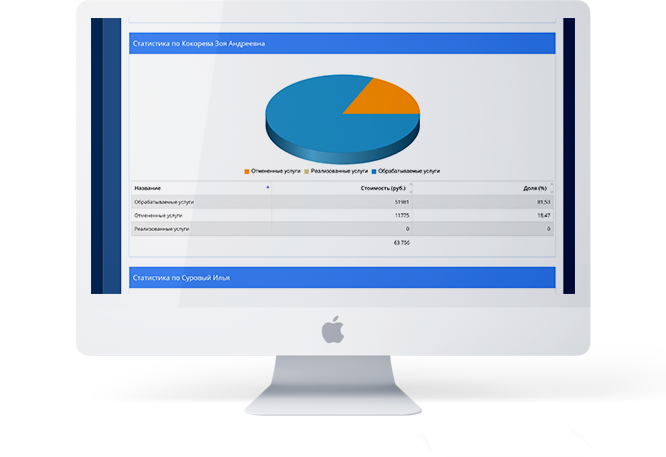 Статистика по Кокорева Зоя Андреевна
Отмененные услуги Реализованные услуги Обрабатываемые услуги
Название Стоимость (руб.) Доля (%)
Обрабатываемые услуги 51981 81,53
Отмененные услуги 11775 18,47
Реализованные услуги 0 0
63 756
Статистика по Суровый Илья